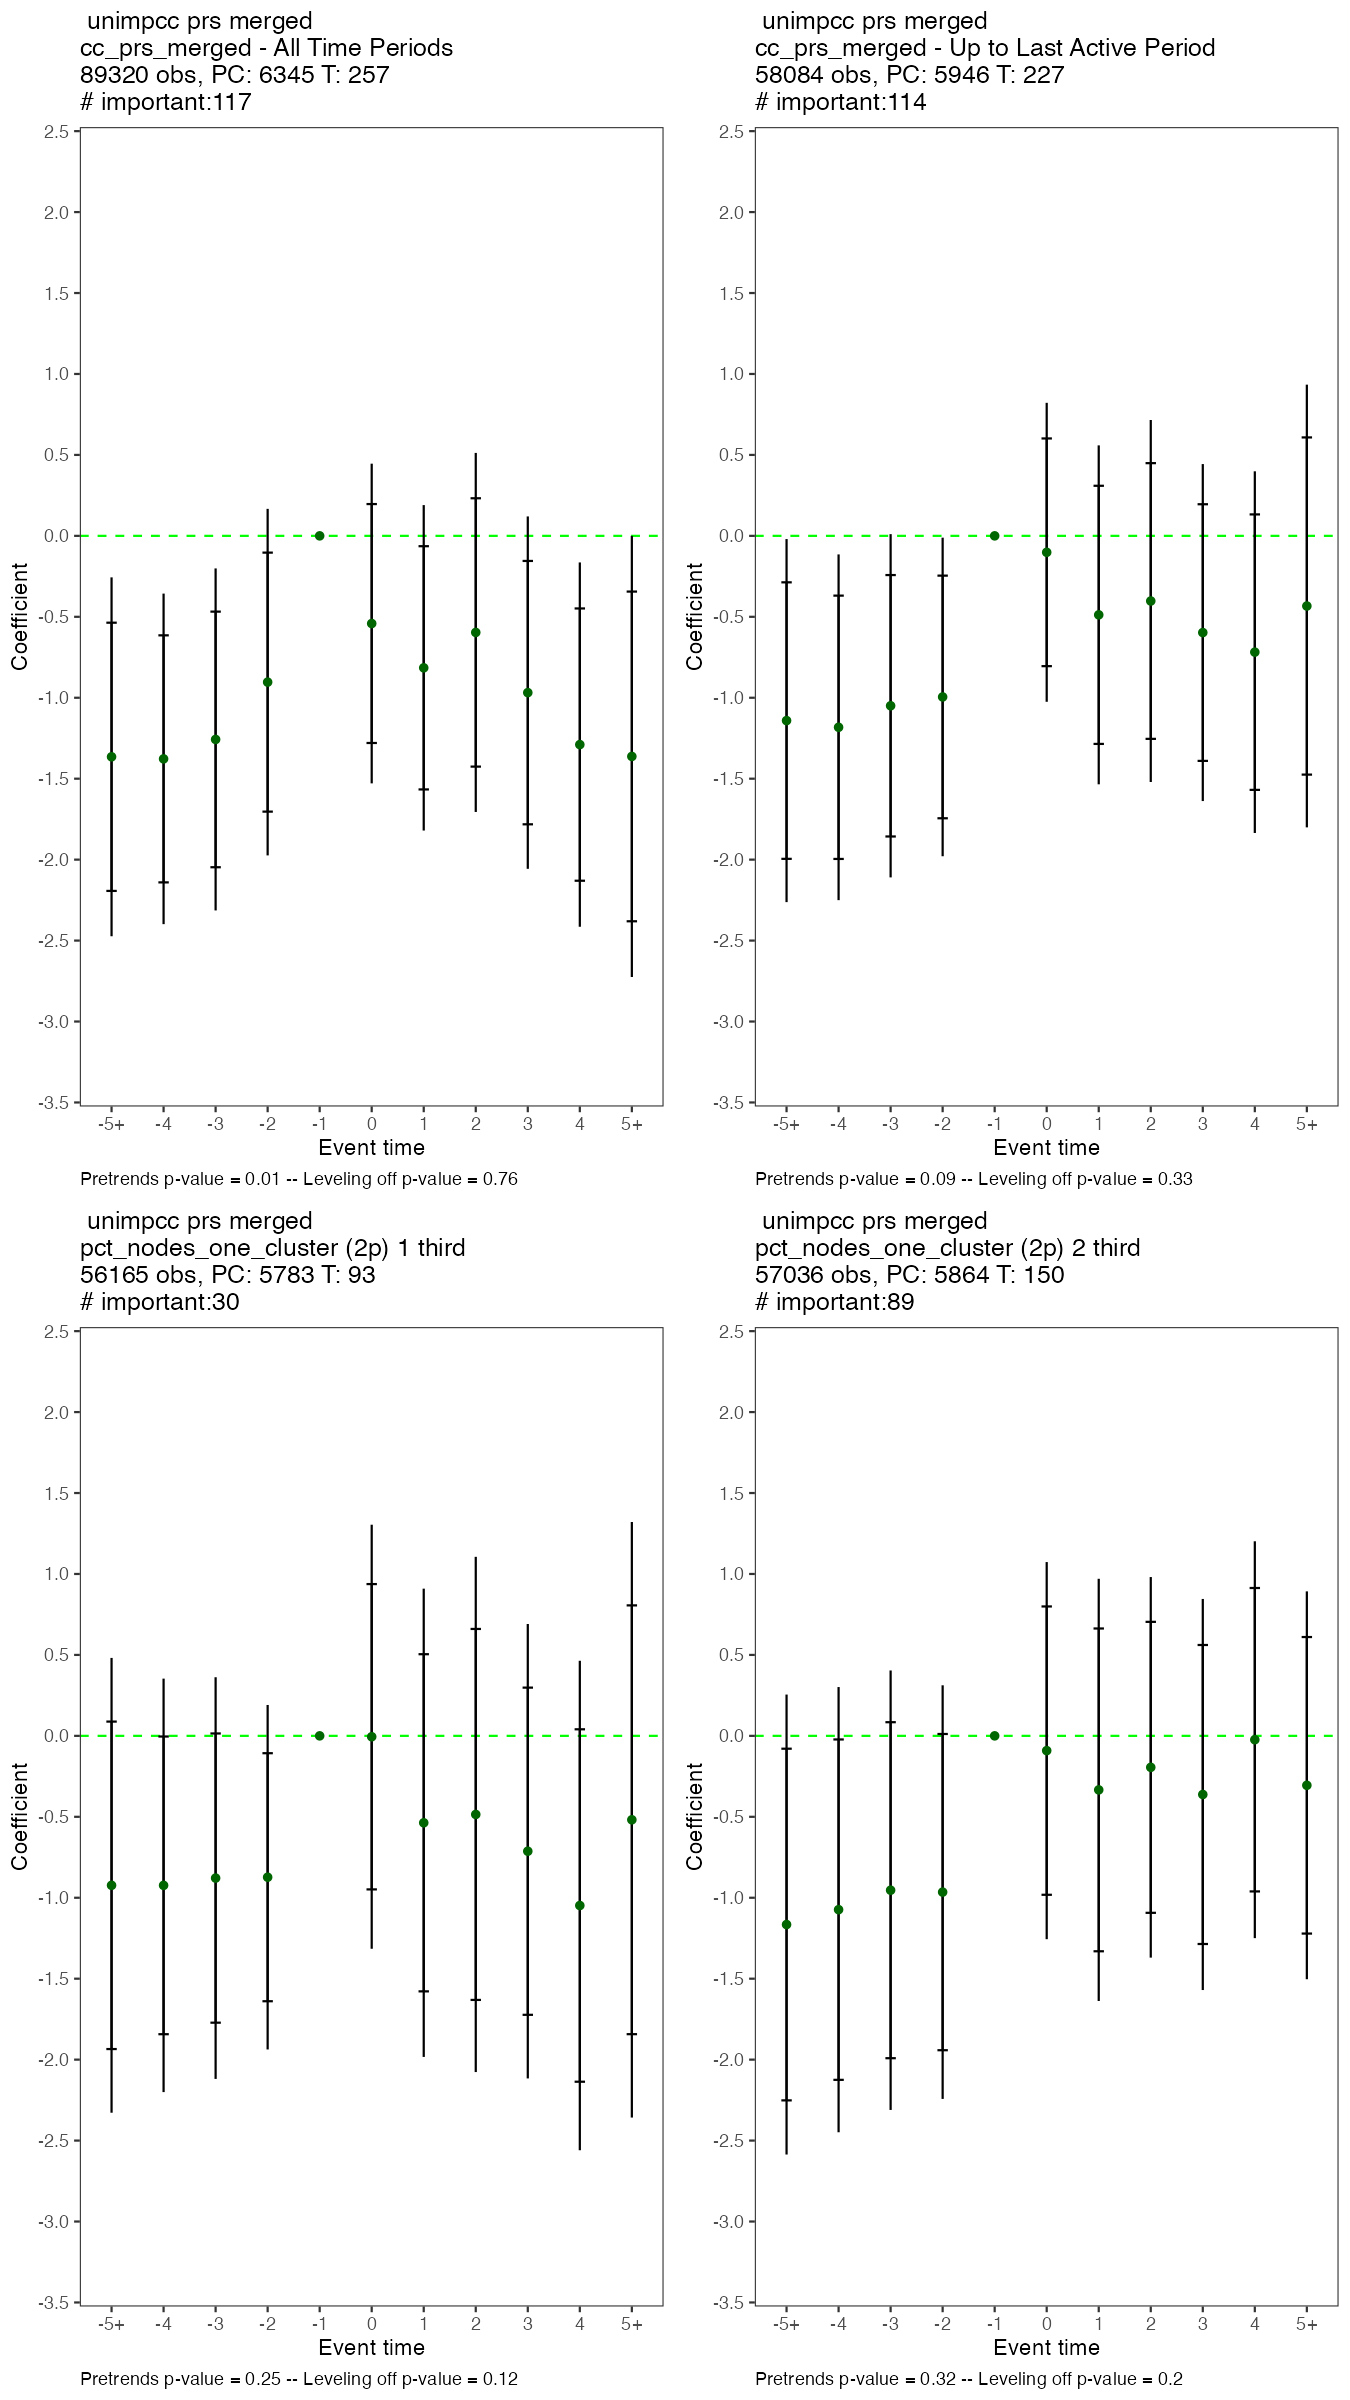 unimpcc prs merged
cc_prs_merged - All Time Periods
89320 obs, PC: 6345 T: 257
# important:117
2.5
2.0
1.5
1.0
0.5
0.0
-0.5
-1.0
-1.5
-2.0
-2.5
-3.0
-3.5
Coefficient
-5+ -4 -3 -2 -1 0 1 2 3 4 5+
Event time
Pretrends p-value = 0.01 -- Leveling off p-value = 0.76
unimpcc prs merged
cc_prs_merged - Up to Last Active Period
58084 obs, PC: 5946 T: 227
# important:114
2.5
2.0
1.5
1.0
0.5
0.0
-0.5
-1.0
-1.5
-2.0
-2.5
-3.0
-3.5
Coefficient
-5+ -4 -3 -2 -1 0 1 2 3 4 5+
Event time
Pretrends p-value = 0.09 -- Leveling off p-value = 0.33
unimpcc prs merged
pct_nodes_one_cluster (2p) 1 third
56165 obs, PC: 5783 T: 93
# important:30
2.5
2.0
1.5
1.0
0.5
0.0
-0.5
-1.0
-1.5
-2.0
-2.5
-3.0
-3.5
Coefficient
-5+ -4 -3 -2 -1 0 1 2 3 4 5+
Event time
Pretrends p-value = 0.25 -- Leveling off p-value = 0.12
unimpcc prs merged
pct_nodes_one_cluster (2p) 2 third
57036 obs, PC: 5864 T: 150
# important:89
2.5
2.0
1.5
1.0
0.5
0.0
-0.5
-1.0
-1.5
-2.0
-2.5
-3.0
-3.5
Coefficient
-5+ -4 -3 -2 -1 0 1 2 3 4 5+
Event time
Pretrends p-value = 0.32 -- Leveling off p-value = 0.2